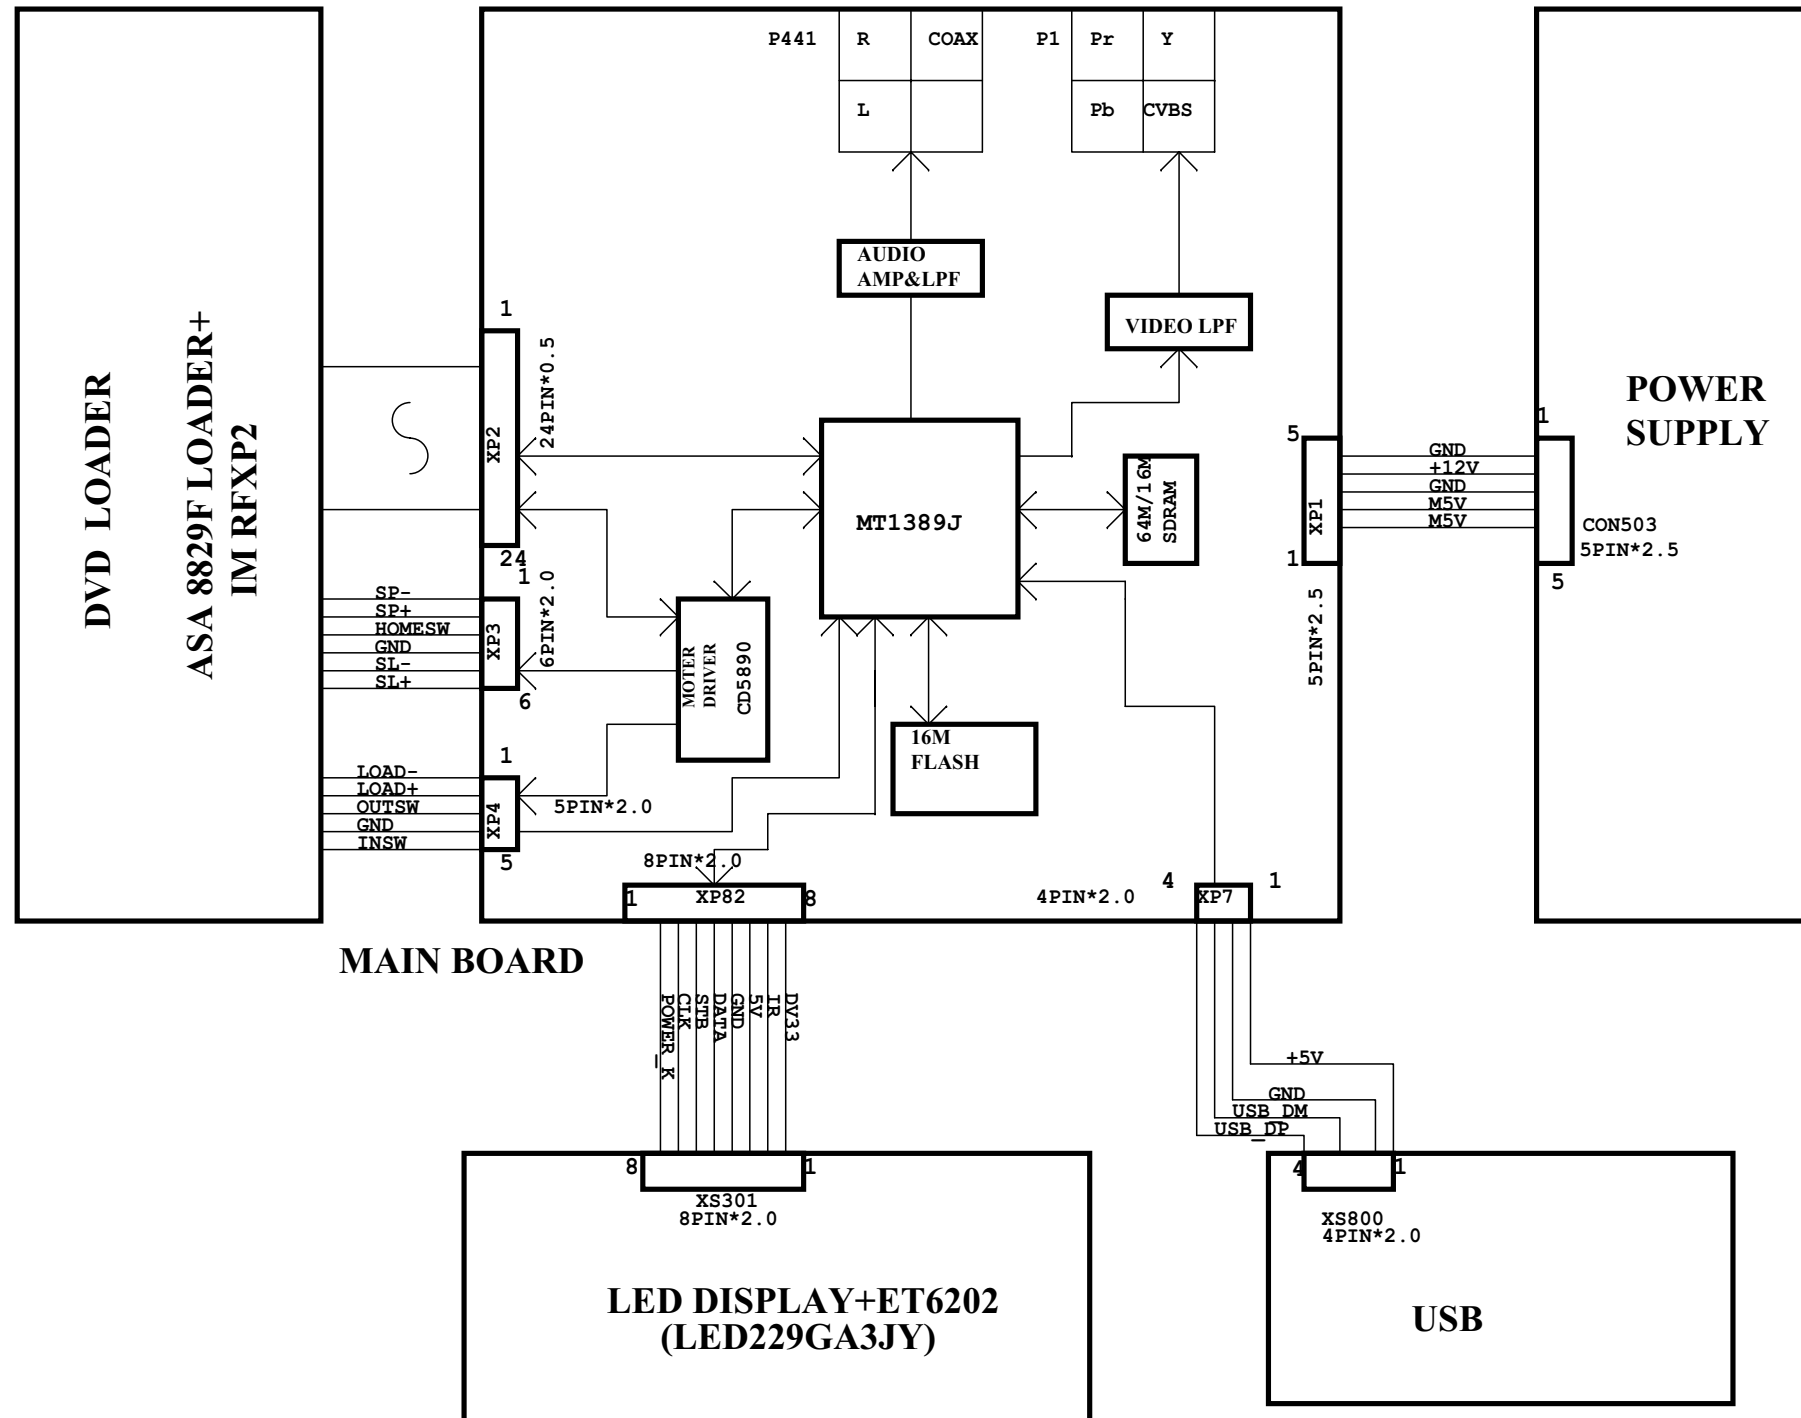 P441
R
COAX
P1
Pr
Y
L
Pb
CVBS
AUDIO
AMP&LPF
VIDEO LPF
DVD LOADER
ASA 8829F LOADER+
IM RFXP2
1
XP2
24PIN*0.5
24
MT1389J
64M/16M
SDRAM
5
XP1
1
5PIN*2.5
GND
+12V
GND
M5V
M5V
POWER
SUPPLY
1
CON503
5PIN*2.5
5
SP-
SP+
HOMESW
GND
SL-
SL+
1
XP3
6PIN*2.0
6
MOTER
DRIVER
CD5890
16M
FLASH
LOAD-
LOAD+
OUTSW
GND
INSW
1
XP4
5PIN*2.0
5
8PIN*2.0
1
XP82
8
4PIN*2.0
4
XP7
1
MAIN BOARD
POWER_K
CLK
STB
DATA
GND
5V
IR
DV33
+5V
GND
USB_DM
USB_DP
8
1
XS301
8PIN*2.0
LED DISPLAY+ET6202
(LED229GA3JY)
4
1
XS800
4PIN*2.0
USB